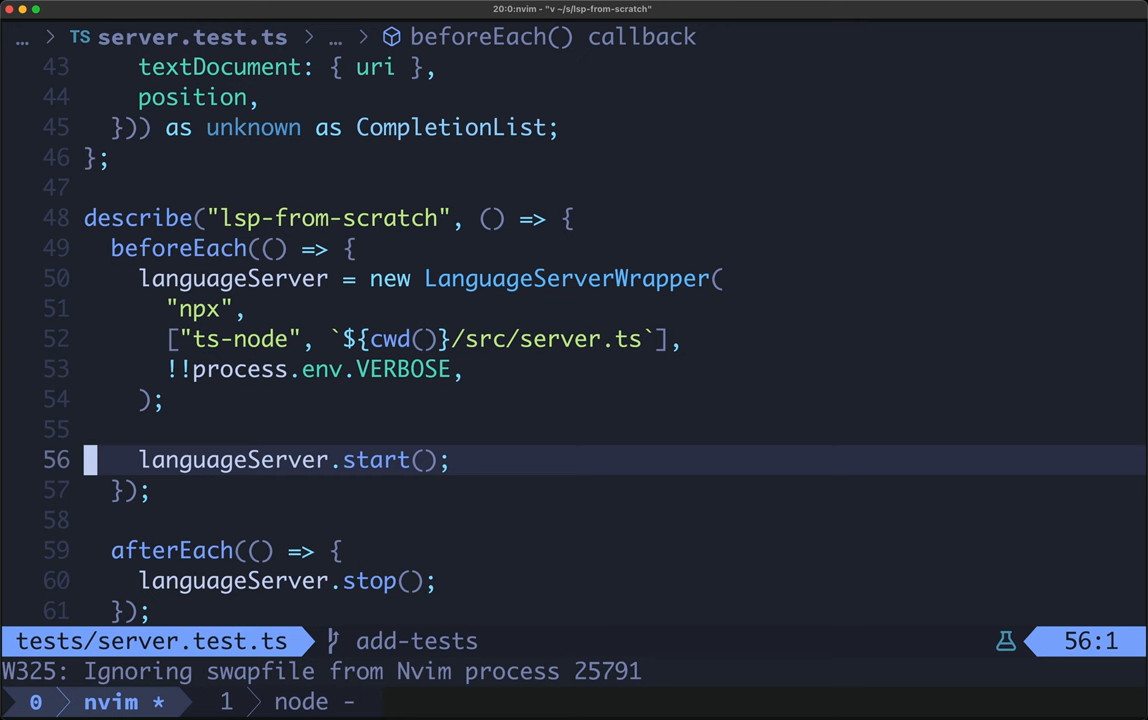 20:0:nvim - "v ~/s/lsp-from-scratch"
… > TS server.test.ts > … > beforeEach() callback
43 textDocument: { uri },
44 position,
45 })) as unknown as CompletionList;
46 };
47
48 describe("lsp-from-scratch", () => {
49 beforeEach(() => {
50 languageServer = new LanguageServerWrapper(
51 "npx",
52 ["ts-node", `${cwd()}/src/server.ts`],
53 !!process.env.VERBOSE,
54 );
55
56 languageServer.start();
57 });
58
59 afterEach(() => {
60 languageServer.stop();
61 });
tests/server.test.ts add-tests 56:1
W325: Ignoring swapfile from Nvim process 25791
0 nvim * 1 node -